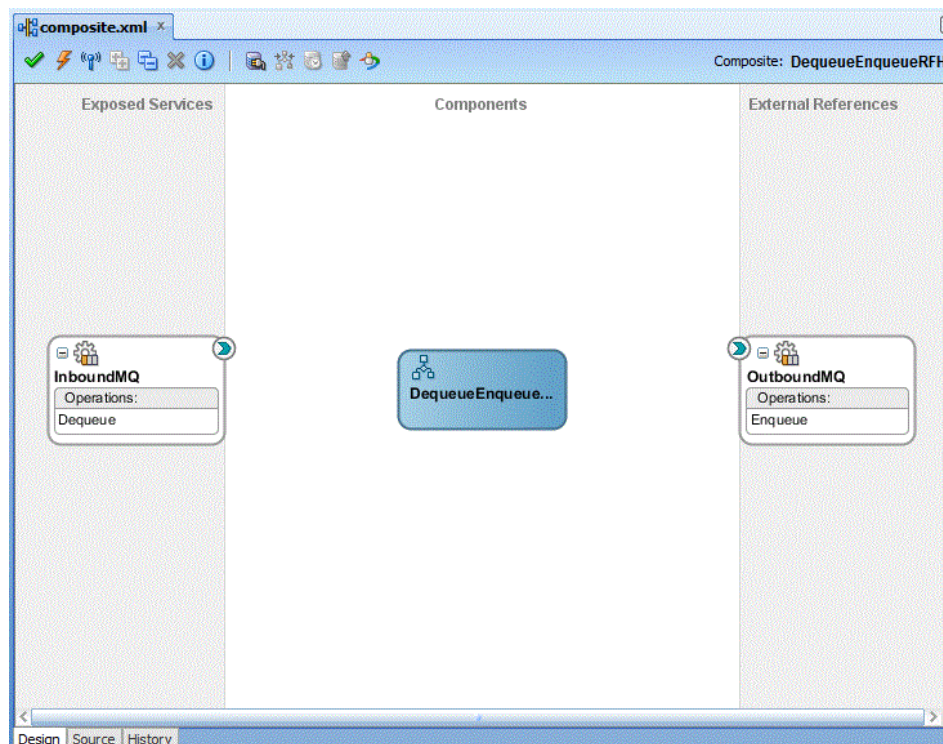 composite.xml x
Composite: DequeueEnqueueRFH
Exposed Services
Components
External References
InboundMQ
Operations:
Dequeue
DequeueEnqueue...
OutboundMQ
Operations:
Enqueue
Design Source History